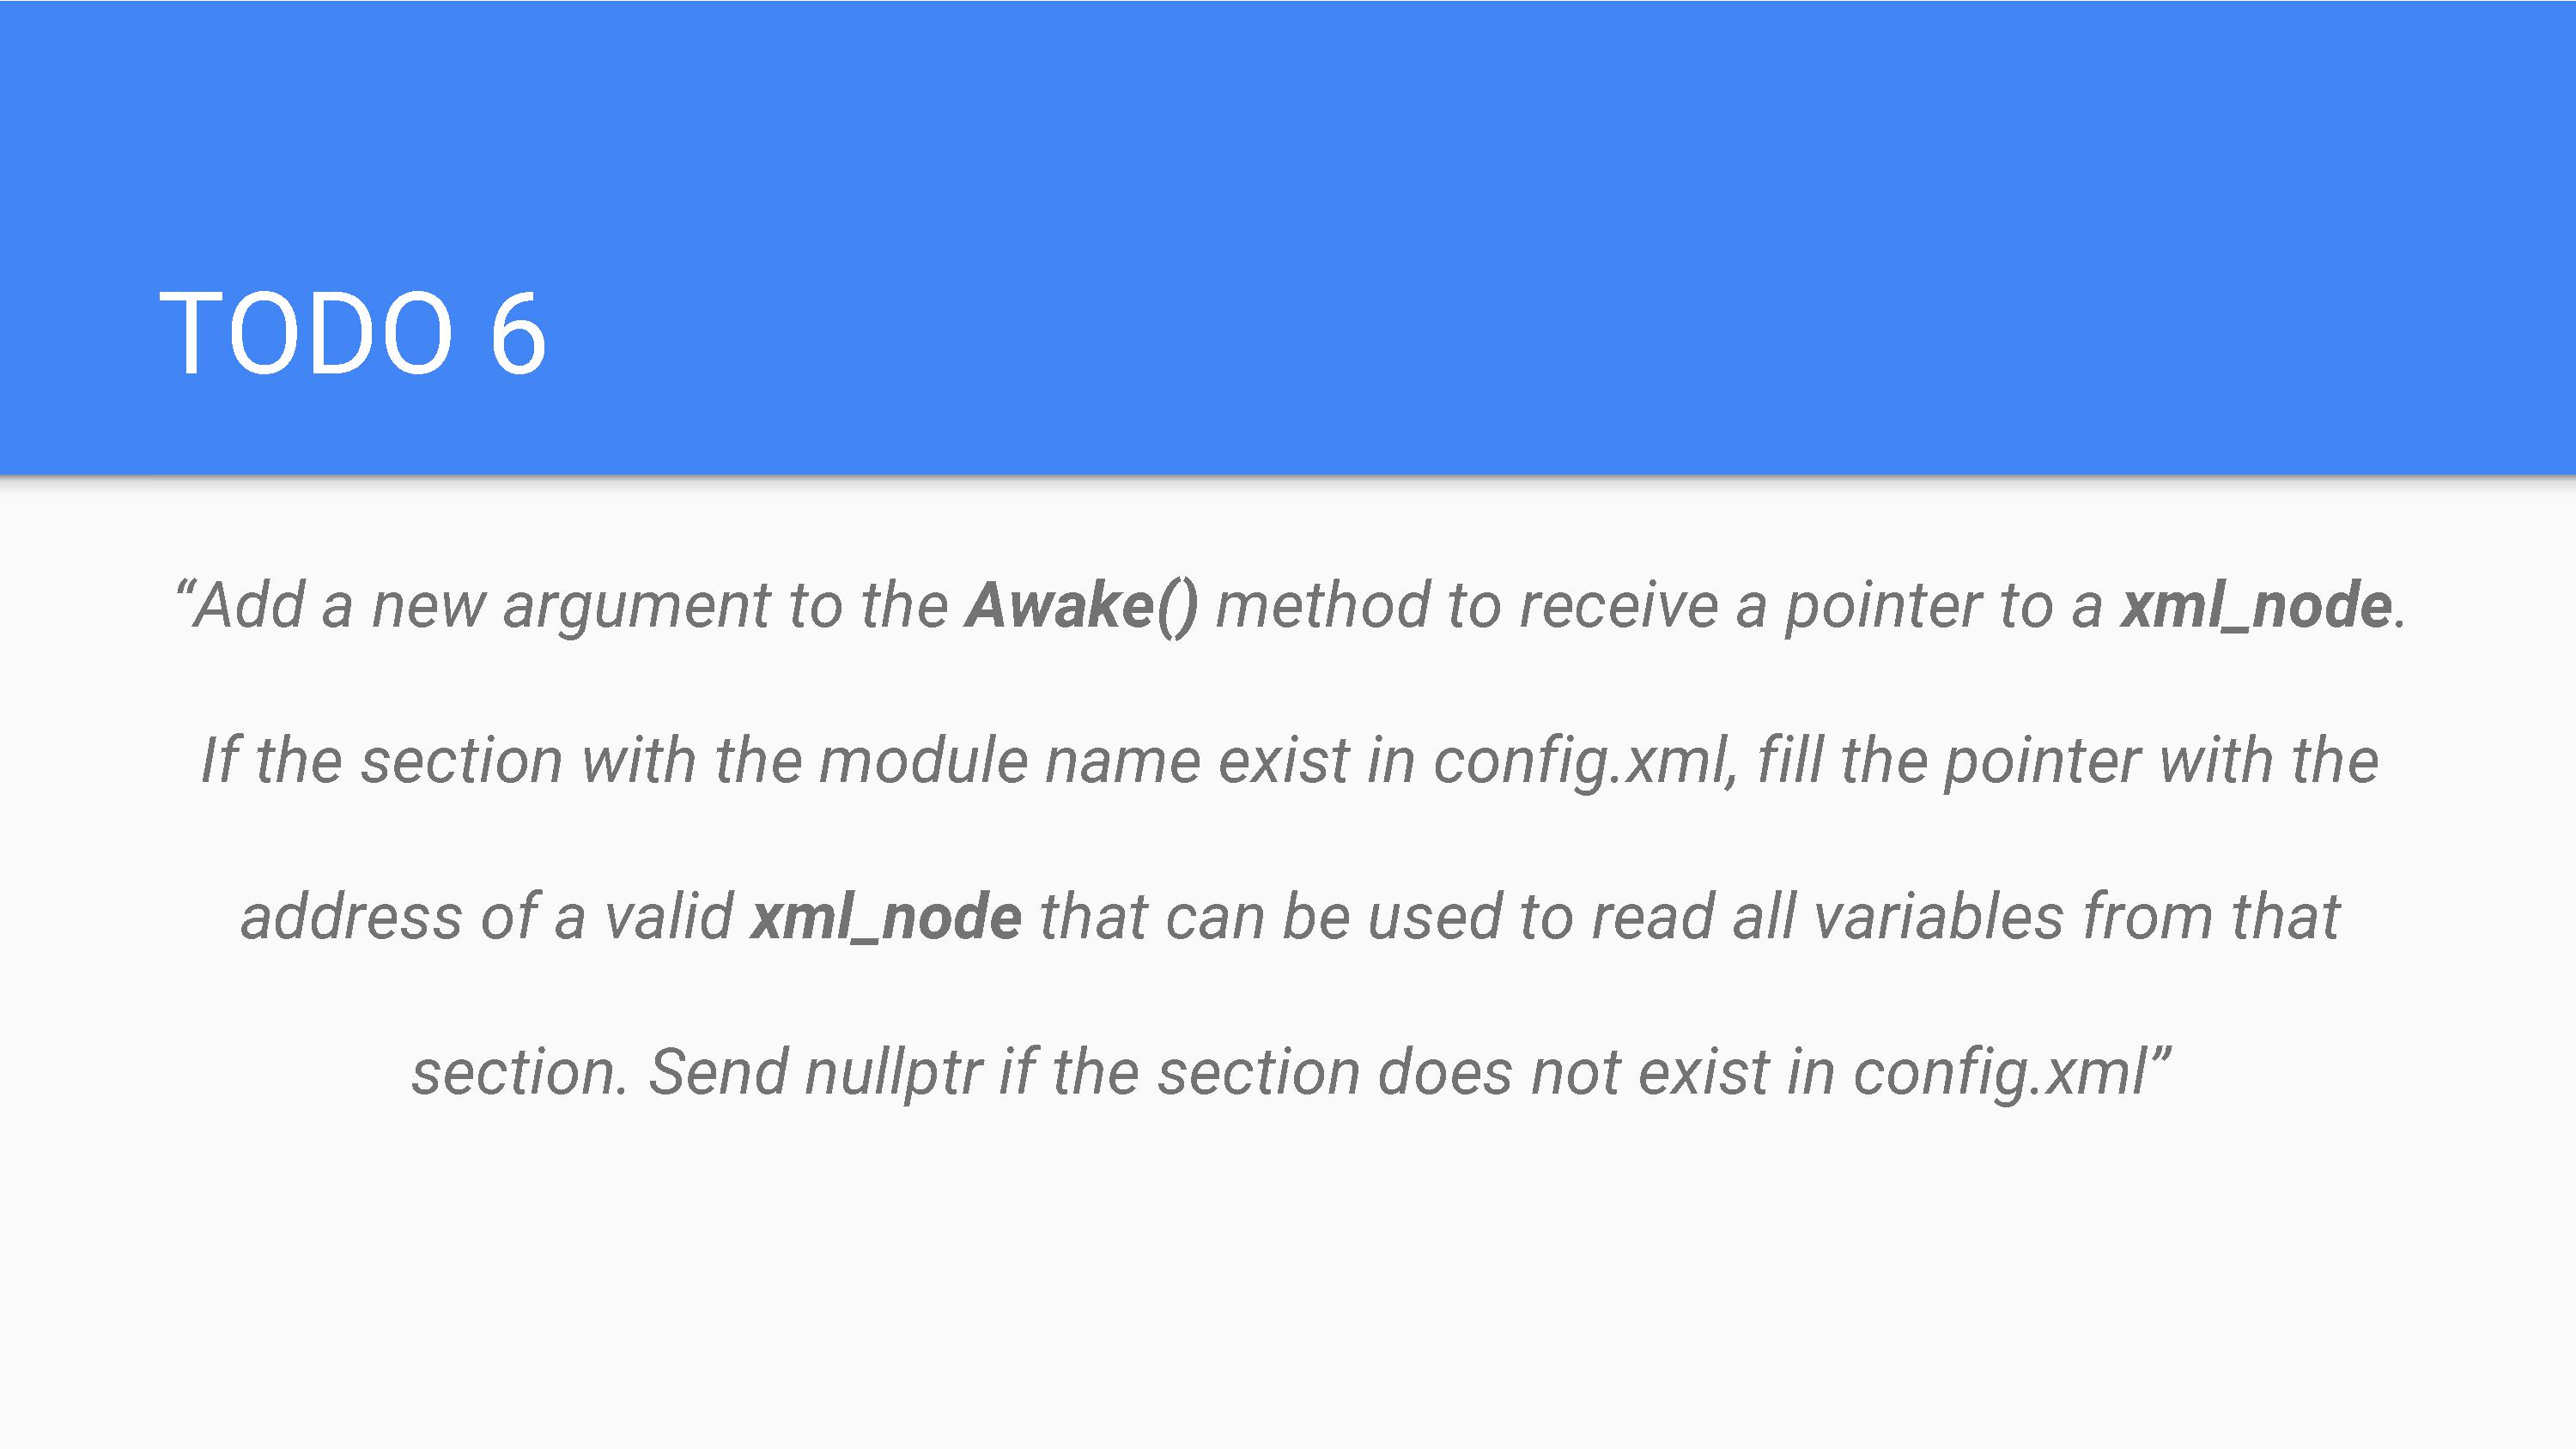 TODO 6
“Add a new argument to the Awake() method to receive a pointer to a xml_node.
If the section with the module name exist in config.xml, fill the pointer with the
address of a valid xml_node that can be used to read all variables from that
section. Send nullptr if the section does not exist in config.xml”